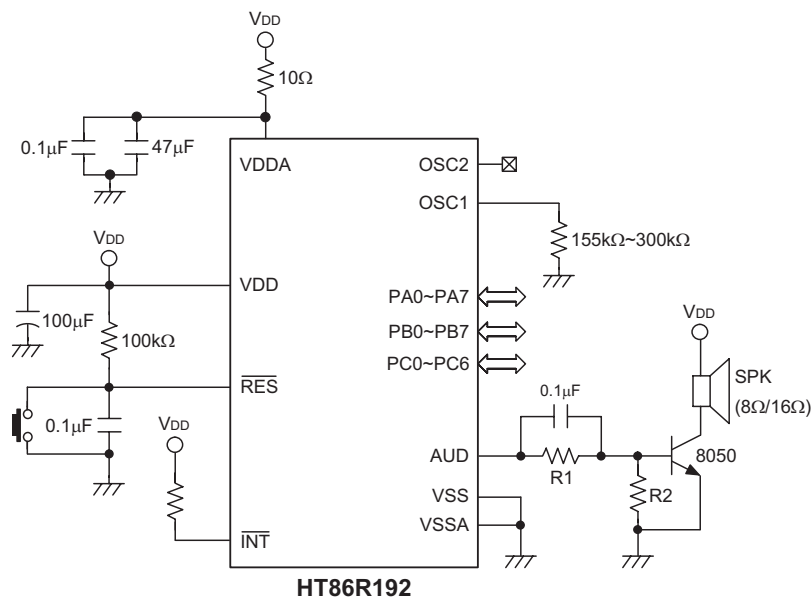 VDD
10Ω
0.1μF
47μF
VDDA
OSC2
OSC1
155kΩ~300kΩ
VDD
VDD
100μF
100kΩ
PA0~PA7
PB0~PB7
PC0~PC6
VDD
SPK
(8Ω/16Ω)
RES
0.1μF
0.1μF
VDD
AUD
R1
8050
R2
VSS
VSSA
INT
HT86R192